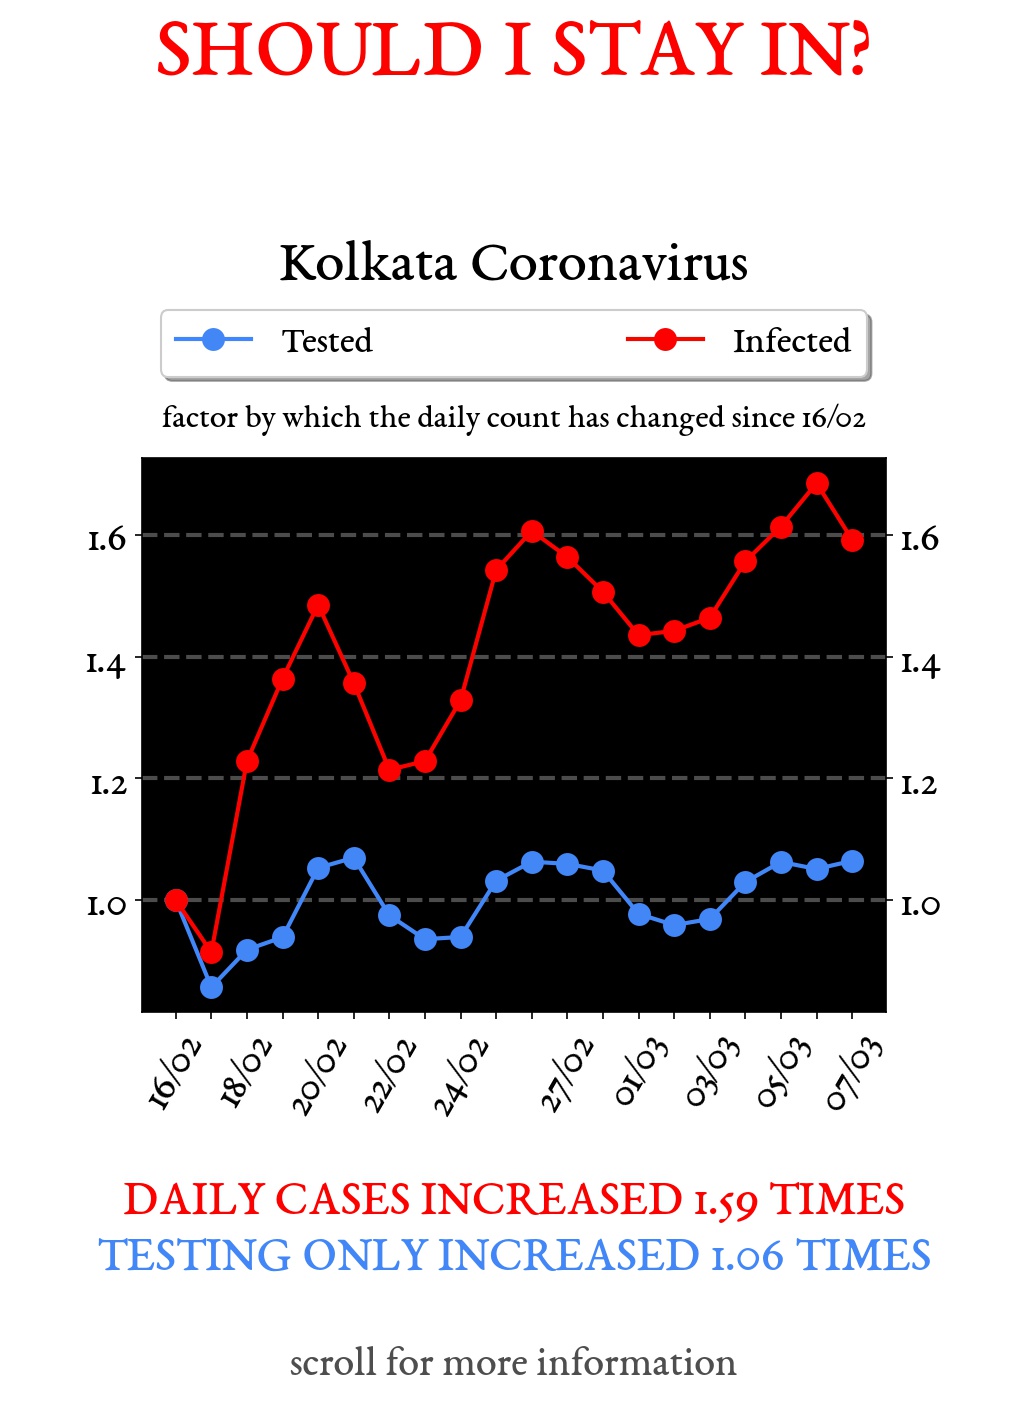 SHOULD I STAY IN?
Kolkata Coronavirus
Tested Infected
factor by which the daily count has changed since 16/02
1.6 1.6
1.4 1.4
1.2 1.2
1.0 1.0
16/02 18/02 20/02 22/02 24/02 27/02 01/03 03/03 05/03 07/03
DAILY CASES INCREASED 1.59 TIMES
TESTING ONLY INCREASED 1.06 TIMES
scroll for more information